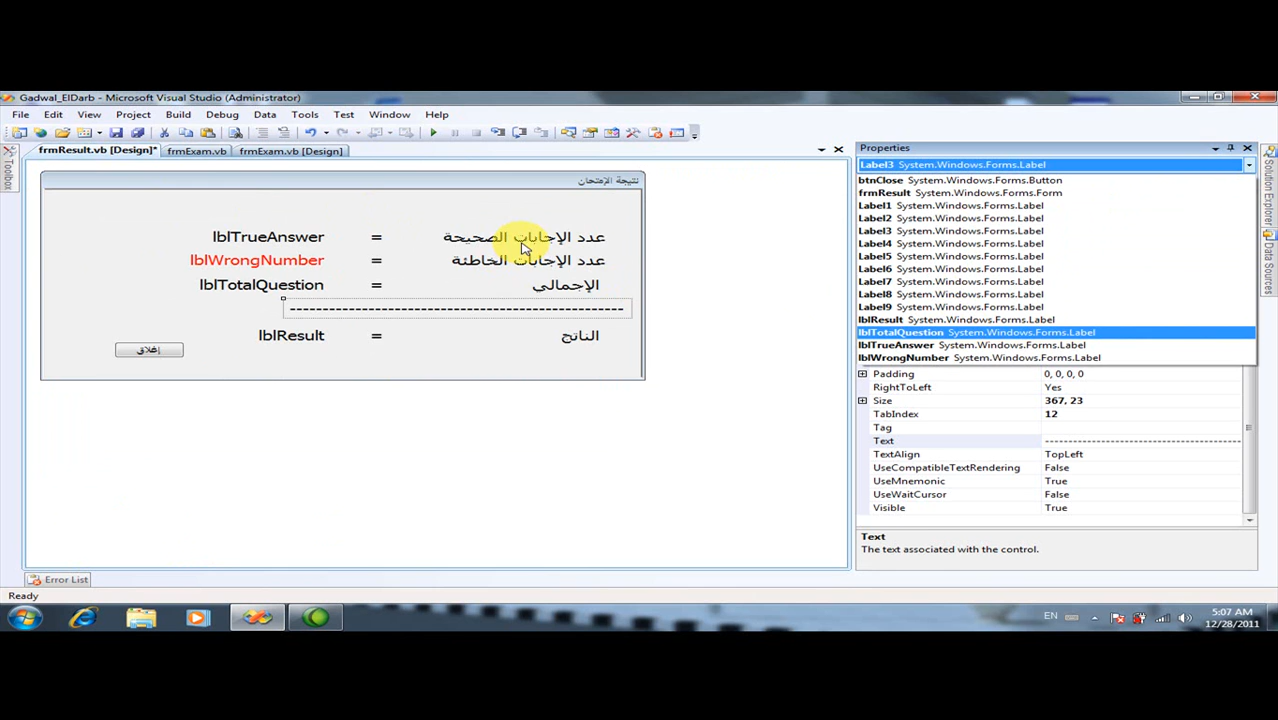 Gadwal_ElDarb - Microsoft Visual Studio (Administrator)
File Edit View Project Build Debug Data Tools Test Window Help
frmResult.vb [Design]* frmExam.vb frmExam.vb [Design]
Toolbox
نتيجة الإمتحان
عدد الإجابات الصحيحة = lblTrueAnswer
عدد الإجابات الخاطئة = lblWrongNumber
الإجمالي = lblTotalQuestion
--------------------------------------------------
الناتج = lblResult
إغلاق
Properties
Label3 System.Windows.Forms.Label
btnClose System.Windows.Forms.Button
frmResult System.Windows.Forms.Form
Label1 System.Windows.Forms.Label
Label2 System.Windows.Forms.Label
Label3 System.Windows.Forms.Label
Label4 System.Windows.Forms.Label
Label5 System.Windows.Forms.Label
Label6 System.Windows.Forms.Label
Label7 System.Windows.Forms.Label
Label8 System.Windows.Forms.Label
Label9 System.Windows.Forms.Label
lblResult System.Windows.Forms.Label
lblTotalQuestion System.Windows.Forms.Label
lblTrueAnswer System.Windows.Forms.Label
lblWrongNumber System.Windows.Forms.Label
Padding 0, 0, 0, 0
RightToLeft Yes
Size 367, 23
TabIndex 12
Tag
Text ----------------------------------------
TextAlign TopLeft
UseCompatibleTextRendering False
UseMnemonic True
UseWaitCursor False
Visible True
Text
The text associated with the control.
Solution Explorer
Data Sources
Error List
Ready
EN
5:07 AM
12/28/2011